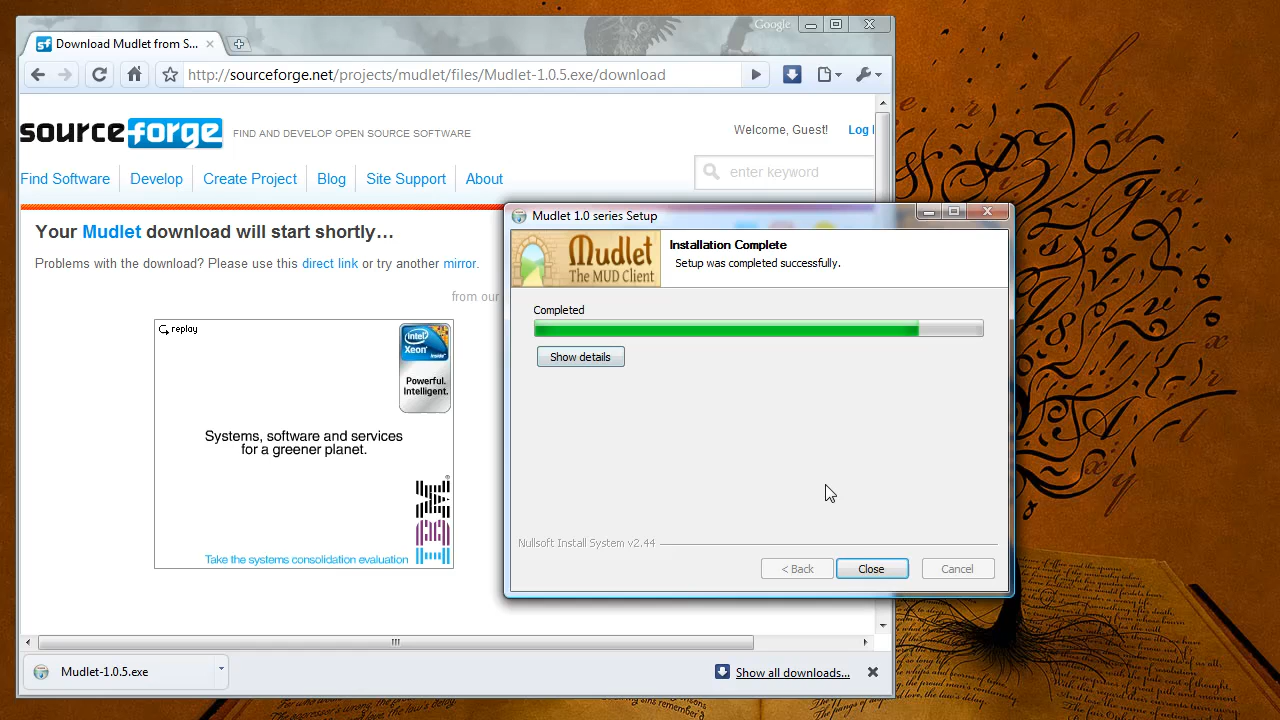 Google
Download Mudlet from S...
http://sourceforge.net/projects/mudlet/files/Mudlet-1.0.5.exe/download
sourceforge
FIND AND DEVELOP OPEN SOURCE SOFTWARE
Welcome, Guest!
Log I
Find Software
Develop
Create Project
Blog
Site Support
About
enter keyword
Your Mudlet download will start shortly…
Problems with the download? Please use this direct link or try another mirror.
from our
replay
intel
Xeon
inside
Powerful.
Intelligent.
Systems, software and services
for a greener planet.
IBM
Take the systems consolidation evaluation
Mudlet 1.0 series Setup
Mudlet
The MUD Client
Installation Complete
Setup was completed successfully.
Completed
Show details
Nullsoft Install System v2.44
< Back
Close
Cancel
Mudlet-1.0.5.exe
Show all downloads...